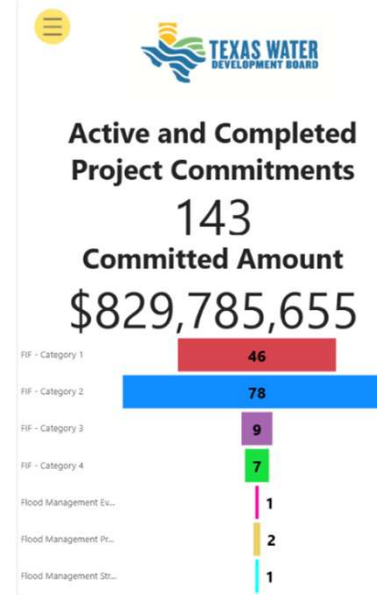 TEXAS WATER
DEVELOPMENT BOARD
Active and Completed
Project Commitments
143
Committed Amount
$829,785,655
FIF - Category 1 46
FIF - Category 2 78
FIF - Category 3 9
FIF - Category 4 7
Flood Management Ev... 1
Flood Management Pr... 2
Flood Management Str... 1